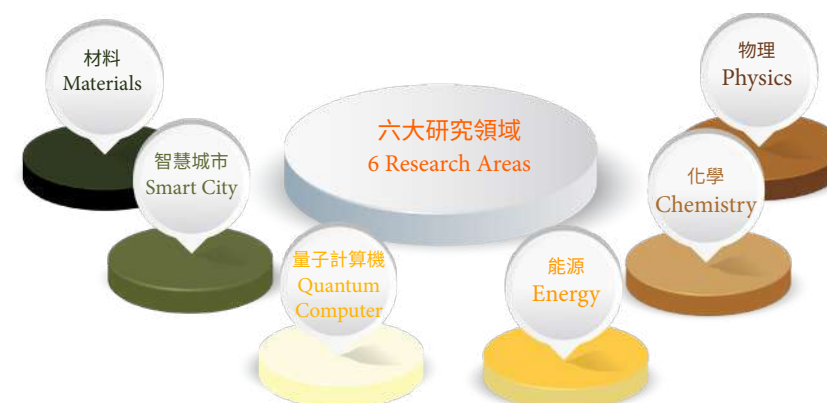 材料
Materials
智慧城市
Smart City
量子計算機
Quantum
Computer
六大研究領域
6 Research Areas
能源
Energy
化學
Chemistry
物理
Physics